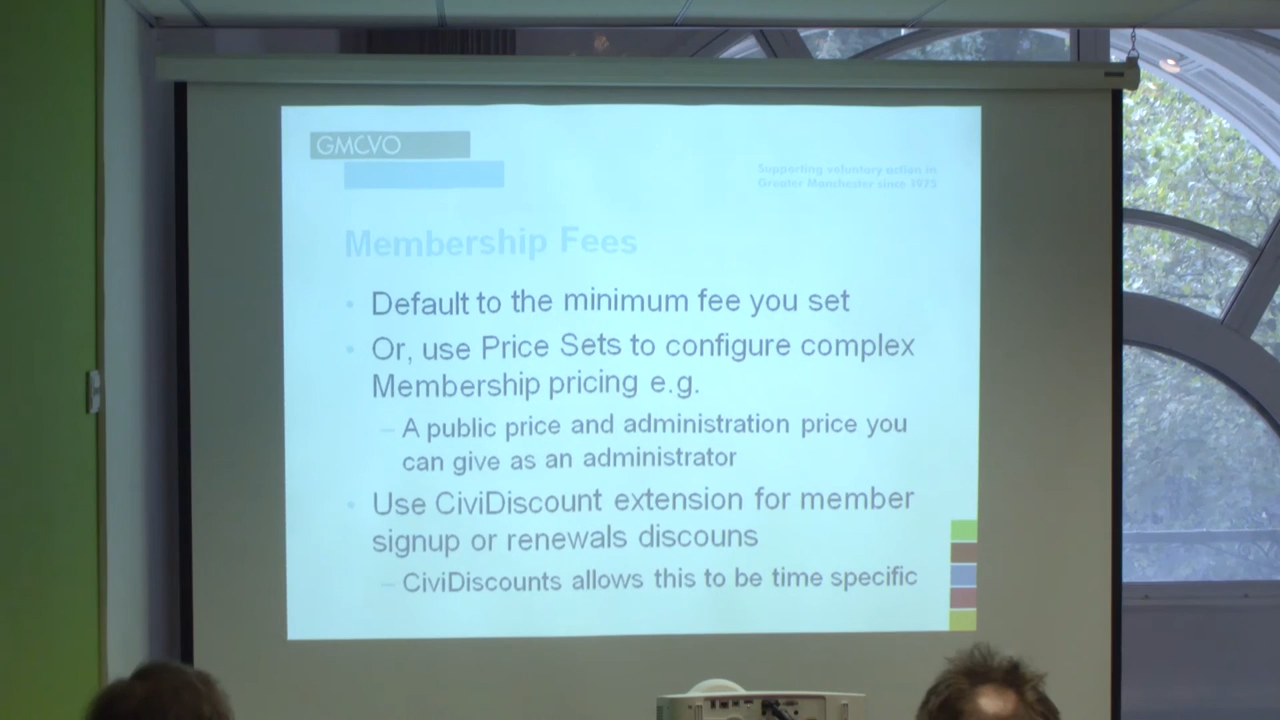 GMCVO
Supporting voluntary action in
Greater Manchester since 1975
Membership Fees
• Default to the minimum fee you set
• Or, use Price Sets to configure complex
Membership pricing e.g.
– A public price and administration price you
can give as an administrator
• Use CiviDiscount extension for member
signup or renewals discouns
– CiviDiscounts allows this to be time specific